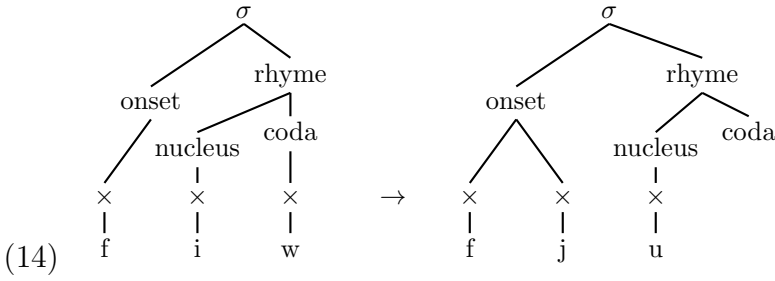 σ σ
rhyme rhyme
onset onset
coda coda
nucleus nucleus
× × × → × × ×
(14) f i w f j u